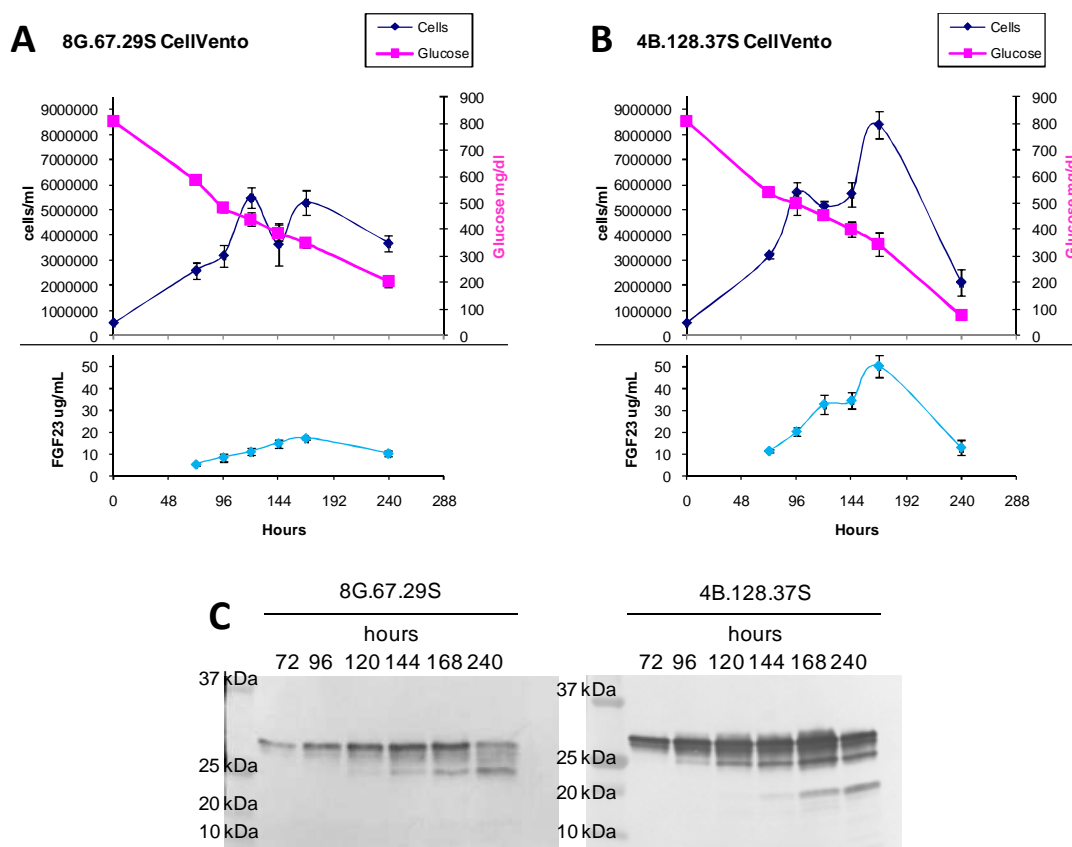 A
8G.67.29S CellVento
Cells
Glucose
cells/ml
9000000
8000000
7000000
6000000
5000000
4000000
3000000
2000000
1000000
0
900
800
700
600
500
400
300
200
100
0
Glucose mg/dl
FGF23 ug/mL
50
40
30
20
10
0
0 48 96 144 192 240 288
Hours
B
4B.128.37S CellVento
Cells
Glucose
cells/ml
9000000
8000000
7000000
6000000
5000000
4000000
3000000
2000000
1000000
0
900
800
700
600
500
400
300
200
100
0
Glucose mg/dl
FGF23 ug/mL
50
40
30
20
10
0
0 48 96 144 192 240 288
Hours
C
8G.67.29S
hours
72 96 120 144 168 240
37 kDa
25 kDa
20 kDa
10 kDa
4B.128.37S
hours
72 96 120 144 168 240
37 kDa
25 kDa
20 kDa
10 kDa